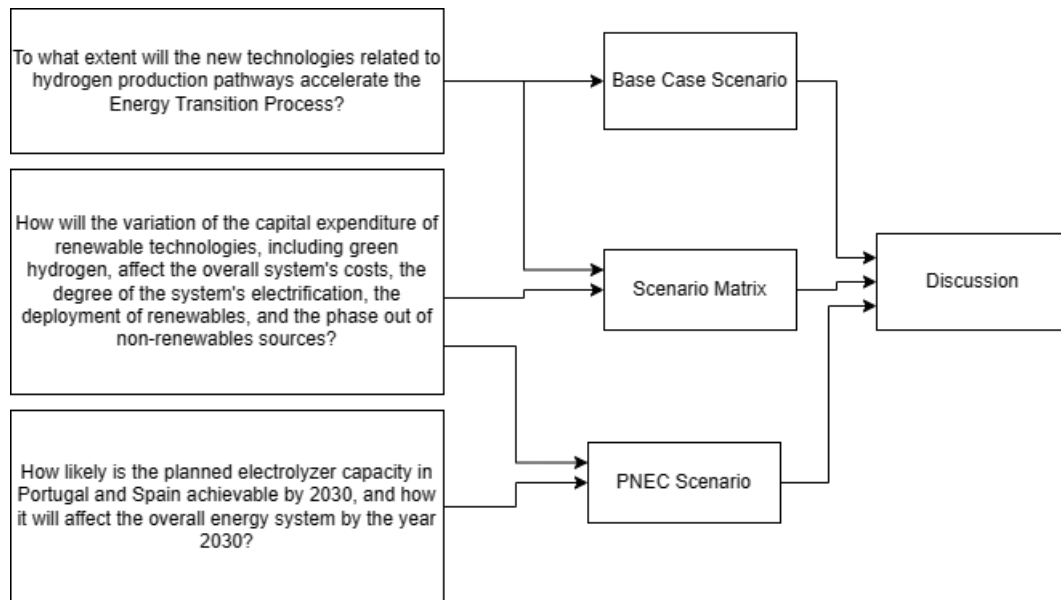 To what extent will the new technologies related to
hydrogen production pathways accelerate the
Energy Transition Process?
Base Case Scenario
How will the variation of the capital expenditure of
renewable technologies, including green
hydrogen, affect the overall system's costs, the
degree of the system's electrification, the
deployment of renewables, and the phase out of
non-renewables sources?
Scenario Matrix
Discussion
How likely is the planned electrolyzer capacity in
Portugal and Spain achievable by 2030, and how
it will affect the overall energy system by the year
2030?
PNEC Scenario